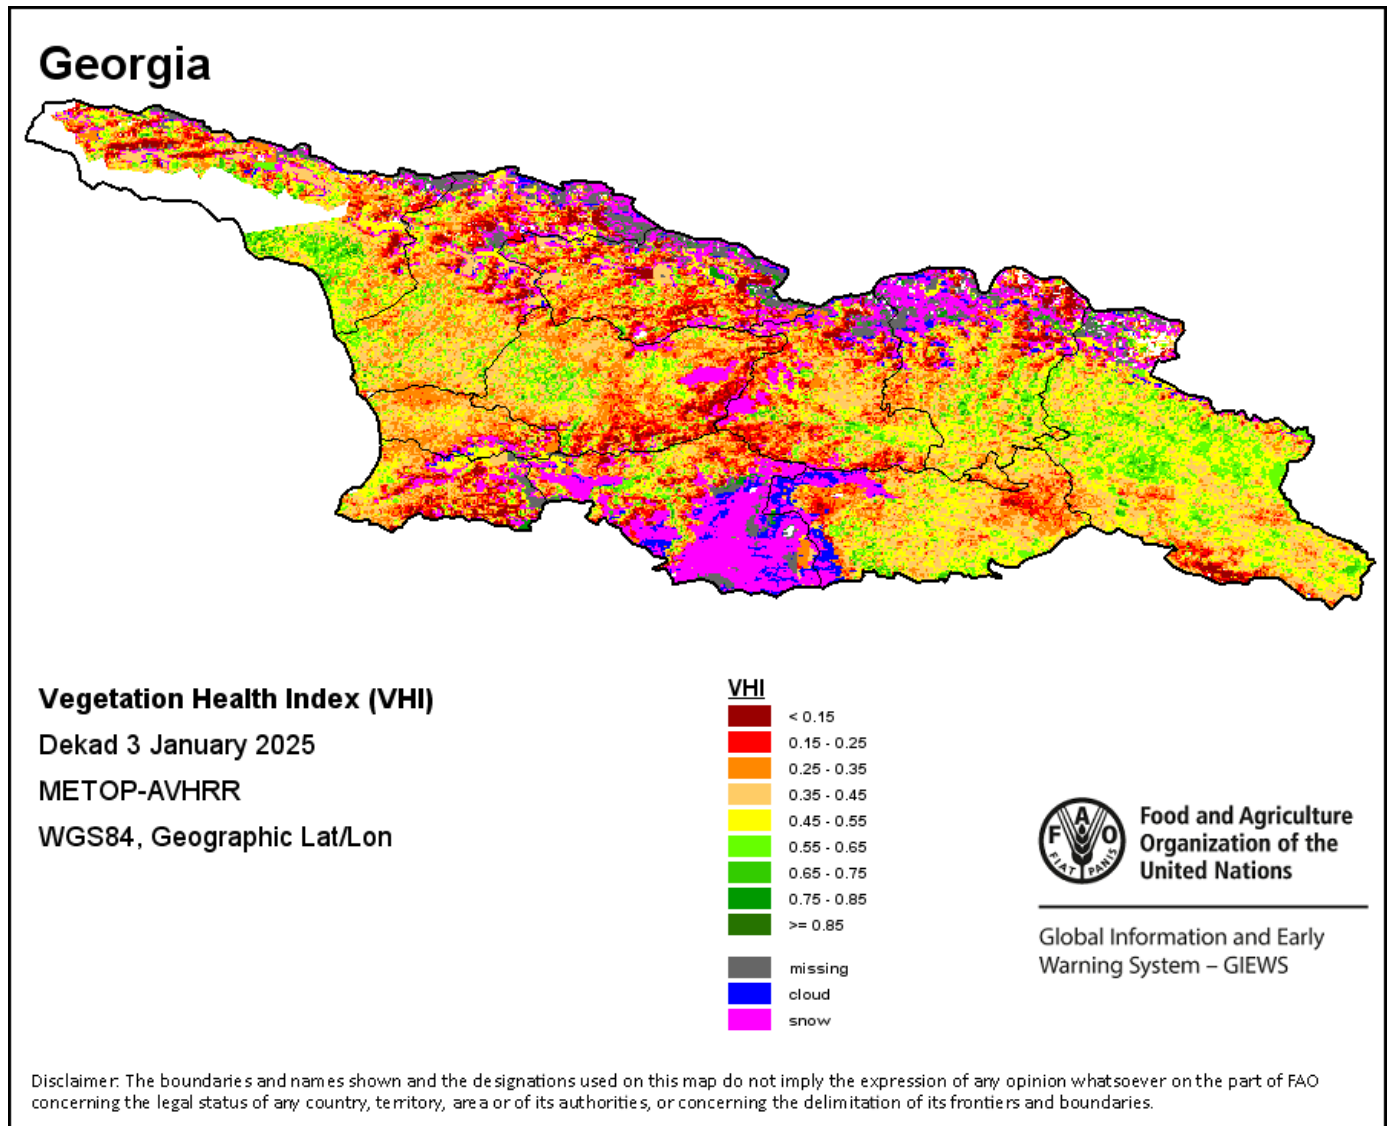 Georgia
Vegetation Health Index (VHI)
Dekad 3 January 2025
METOP-AVHRR
WGS84, Geographic Lat/Lon
VHI
< 0.15
0.15 - 0.25
0.25 - 0.35
0.35 - 0.45
0.45 - 0.55
0.55 - 0.65
0.65 - 0.75
0.75 - 0.85
>= 0.85
missing
cloud
snow
F A O
FIAT PANIS
Food and Agriculture
Organization of the
United Nations
Global Information and Early
Warning System – GIEWS
Disclaimer: The boundaries and names shown and the designations used on this map do not imply the expression of any opinion whatsoever on the part of FAO
concerning the legal status of any country, territory, area or of its authorities, or concerning the delimitation of its frontiers and boundaries.